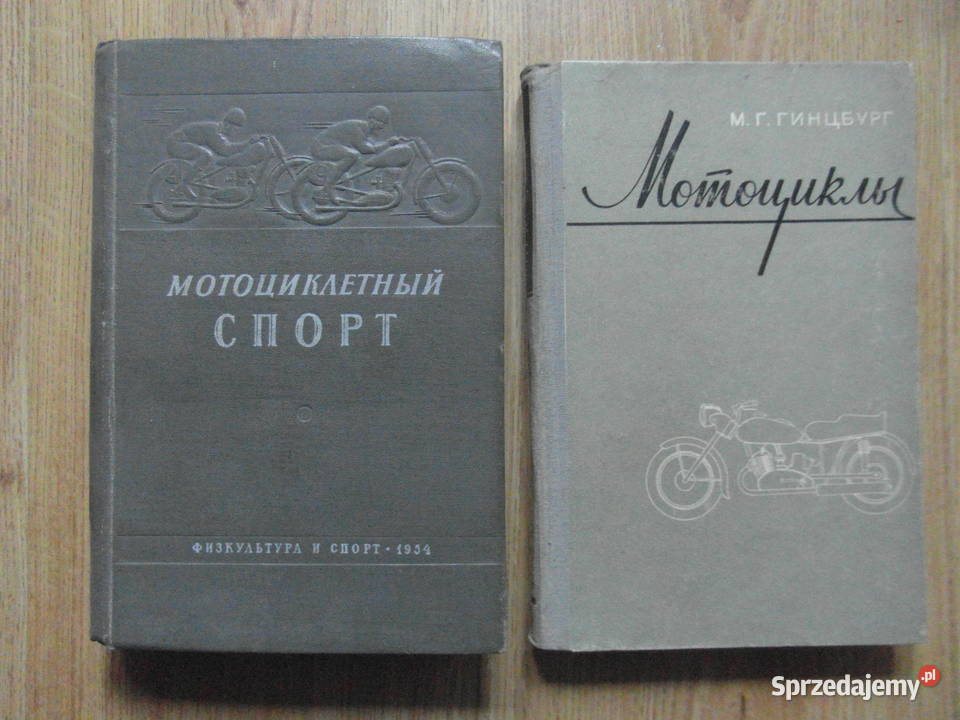 МОТОЦИКЛЕТНЫЙ
СПОРТ
ФИЗКУЛЬТУРА И СПОРТ • 1954
М. Г. ГИНЦБУРГ
Мотоциклы
Sprzedajemy.pl